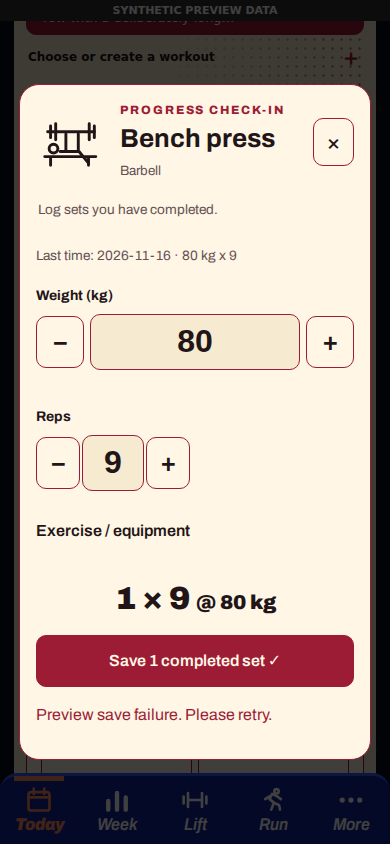 SYNTHETIC PREVIEW DATA
Choose or create a workout
+
PROGRESS CHECK-IN
Bench press
×
Barbell
Log sets you have completed.
Last time: 2026-11-16 · 80 kg x 9
Weight (kg)
− 80 +
Reps
− 9 +
Exercise / equipment
1 × 9 @ 80 kg
Save 1 completed set ✓
Preview save failure. Please retry.
Today Week Lift Run More